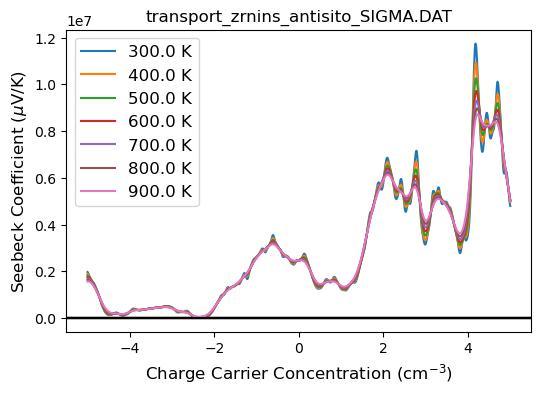 transport_zrnins_antisito_SIGMA.DAT
1e7
300.0 K
400.0 K
500.0 K
600.0 K
700.0 K
800.0 K
900.0 K
Seebeck Coefficient (μV/K)
1.2
1.0
0.8
0.6
0.4
0.2
0.0
−4 −2 0 2 4
Charge Carrier Concentration (cm⁻³)